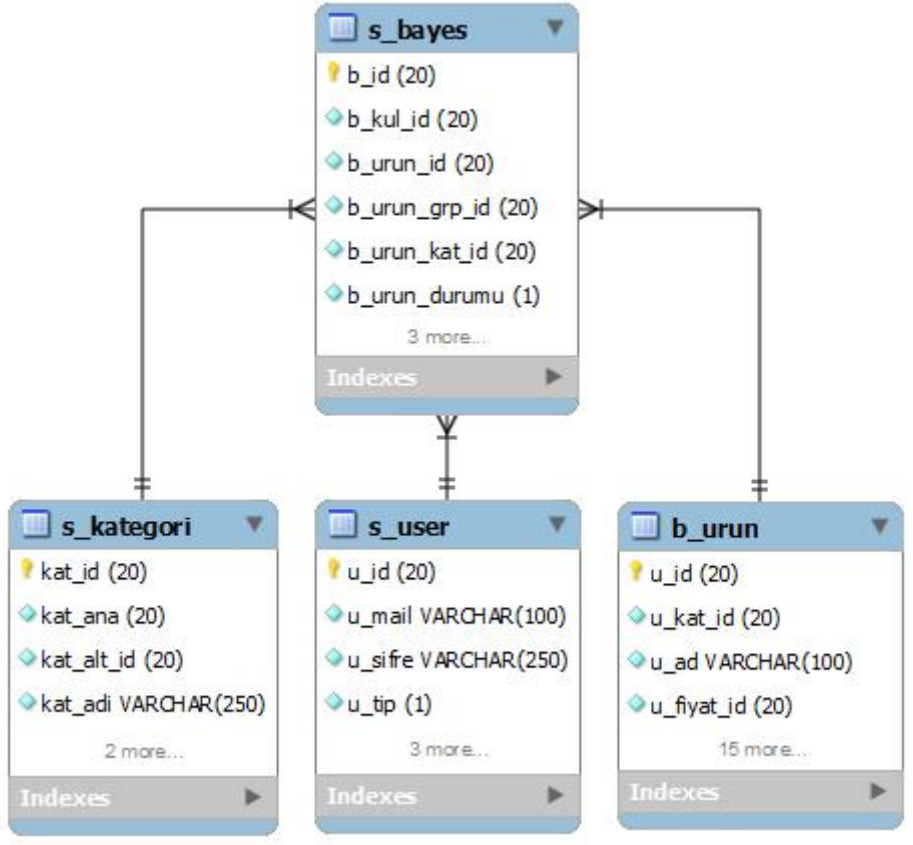 s_bayes
b_id (20)
b_kul_id (20)
b_urun_id (20)
b_urun_grp_id (20)
b_urun_kat_id (20)
b_urun_durumu (1)
3 more...
Indexes
s_kategori
kat_id (20)
kat_ana (20)
kat_alt_id (20)
kat_adi VARCHAR(250)
2 more...
Indexes
s_user
u_id (20)
u_mail VARCHAR(100)
u_sifre VARCHAR(250)
u_tip (1)
3 more...
Indexes
b_urun
u_id (20)
u_kat_id (20)
u_ad VARCHAR(100)
u_fiyat_id (20)
15 more...
Indexes